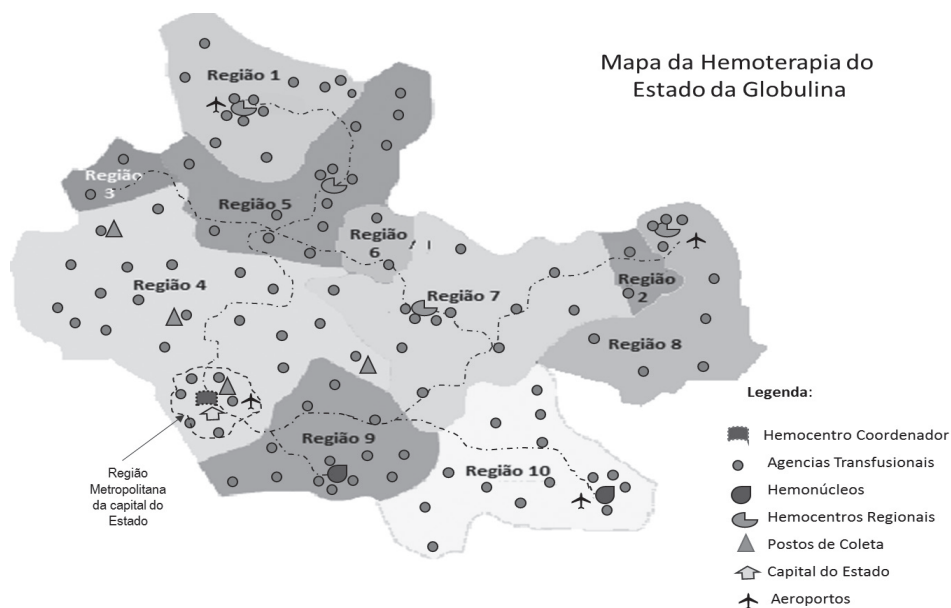 Mapa da Hemoterapia do
Estado da Globulina
Região 1
Região
3
Região 5
Região
6
Região 4
Região 7
Região
2
Região 8
Região 9
Região 10
Região
Metropolitana
da capital do
Estado
Legenda:
Hemocentro Coordenador
Agencias Transfusionais
Hemonúcleos
Hemocentros Regionais
Postos de Coleta
Capital do Estado
Aeroportos